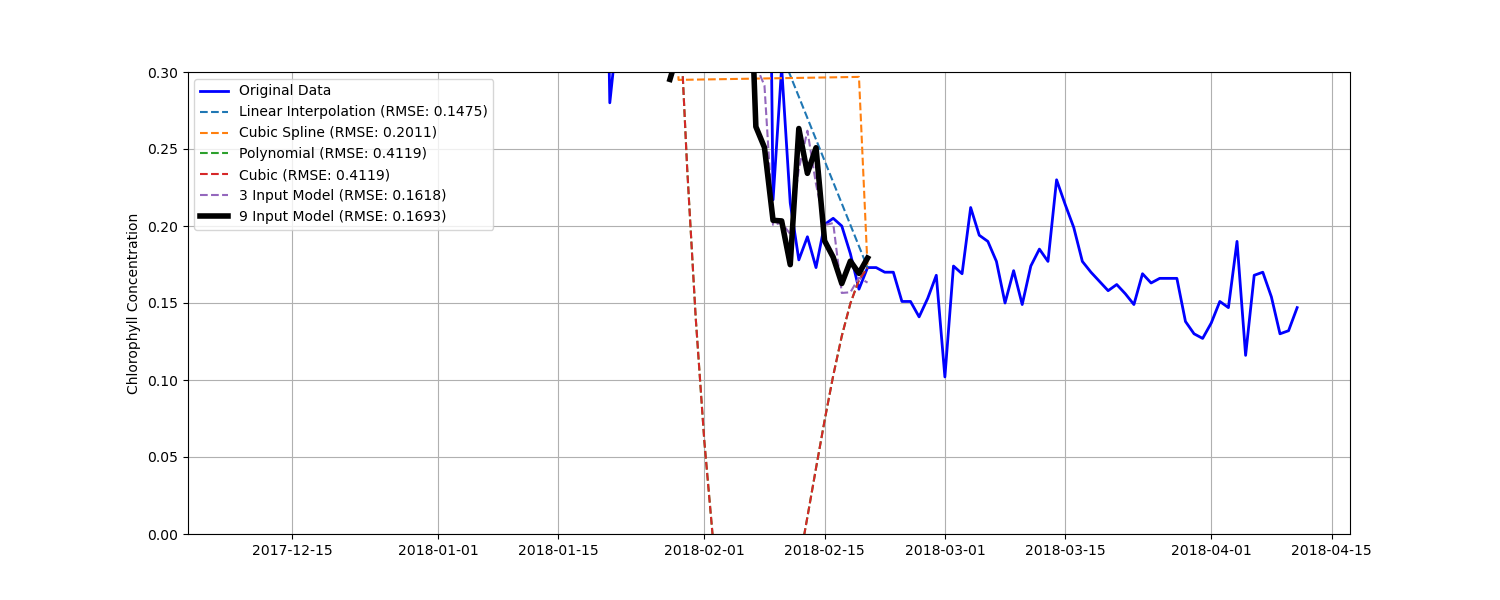 0.30
0.25
0.20
0.15
0.10
0.05
0.00
Chlorophyll Concentration
Original Data
Linear Interpolation (RMSE: 0.1475)
Cubic Spline (RMSE: 0.2011)
Polynomial (RMSE: 0.4119)
Cubic (RMSE: 0.4119)
3 Input Model (RMSE: 0.1618)
9 Input Model (RMSE: 0.1693)
2017-12-15 2018-01-01 2018-01-15 2018-02-01 2018-02-15 2018-03-01 2018-03-15 2018-04-01 2018-04-15